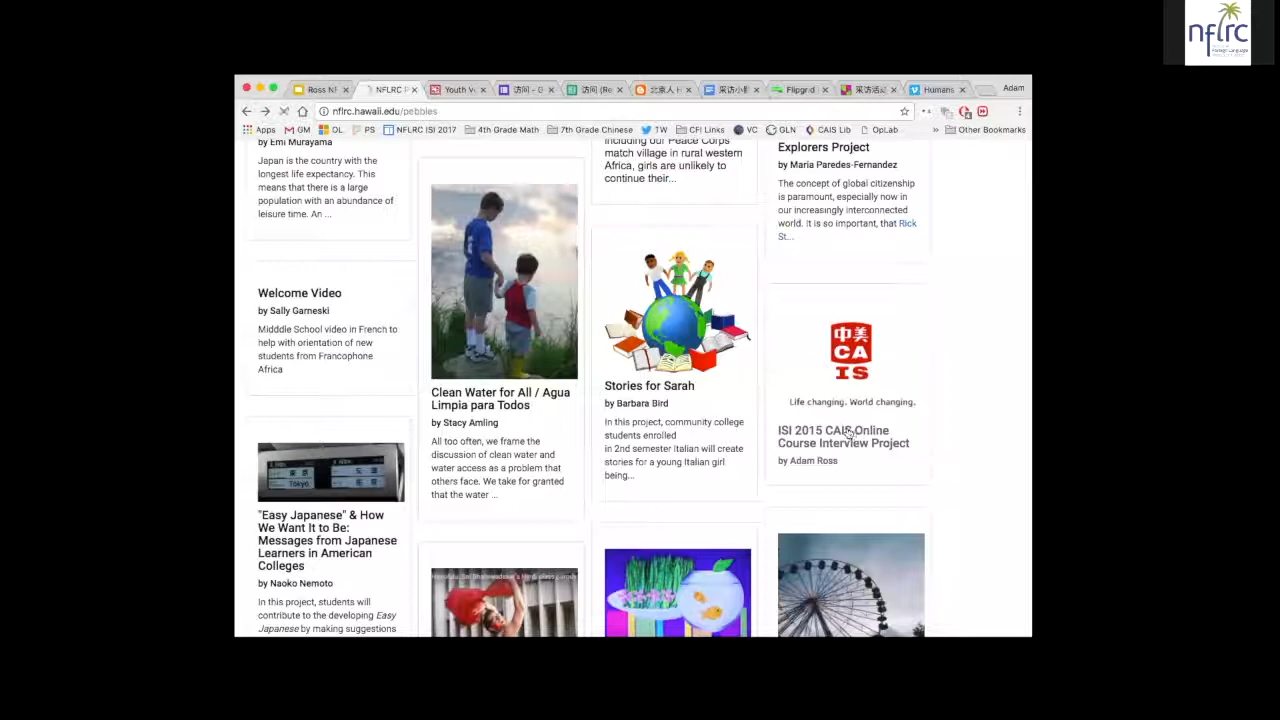 nflrc
Ross NF
NFLRC P
Youth V
访问 - G
访问 (Re
北京人 H
采访小
Flipgrid
采访活
Humans
Adam
nflrc.hawaii.edu/pebbles
Apps
GM
OL
PS
NFLRC ISI 2017
4th Grade Math
7th Grade Chinese
TW
CFI Links
VC
GLN
CAIS Lib
OpLab
»
Other Bookmarks
by Emi Murayama
Japan is the country with the
longest life expectancy. This
means that there is a large
population with an abundance of
leisure time. An ...
Welcome Video
by Sally Garneski
Midddle School video in French to
help with orientation of new
students from Francophone
Africa
Tokyo
"Easy Japanese" & How
We Want It to Be:
Messages from Japanese
Learners in American
Colleges
by Naoko Nemoto
In this project, students will
contribute to the developing Easy
Japanese by making suggestions
Clean Water for All / Agua
Limpia para Todos
by Stacy Amling
All too often, we frame the
discussion of clean water and
water access as a problem that
others face. We take for granted
that the water ...
including our Peace Corps
match village in rural western
Africa, girls are unlikely to
continue their...
Stories for Sarah
by Barbara Bird
In this project, community college
students enrolled
in 2nd semester Italian will create
stories for a young Italian girl
being...
Explorers Project
by Maria Paredes-Fernandez
The concept of global citizenship
is paramount, especially now in
our increasingly interconnected
world. It is so important, that Rick
St...
中美
CA
IS
Life changing. World changing.
ISI 2015 CAIS Online
Course Interview Project
by Adam Ross